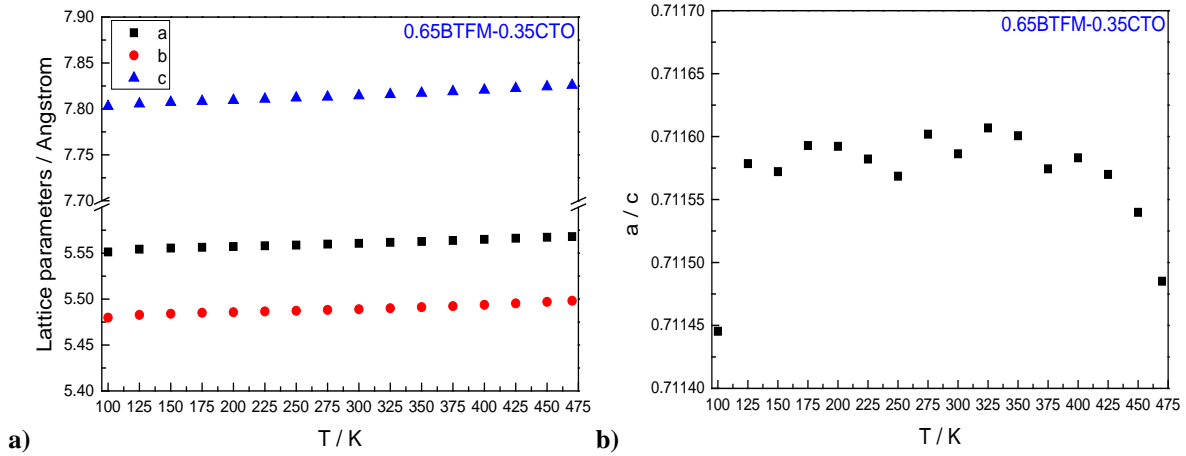 7.90
7.85
7.80
7.75
7.70
5.55
5.50
5.45
5.40
Lattice parameters / Angstrom
a
b
c
0.65BTFM-0.35CTO
100 125 150 175 200 225 250 275 300 325 350 375 400 425 450 475
T / K
a)
0.71170
0.71165
0.71160
0.71155
0.71150
0.71145
0.71140
a / c
0.65BTFM-0.35CTO
100 125 150 175 200 225 250 275 300 325 350 375 400 425 450 475
T / K
b)